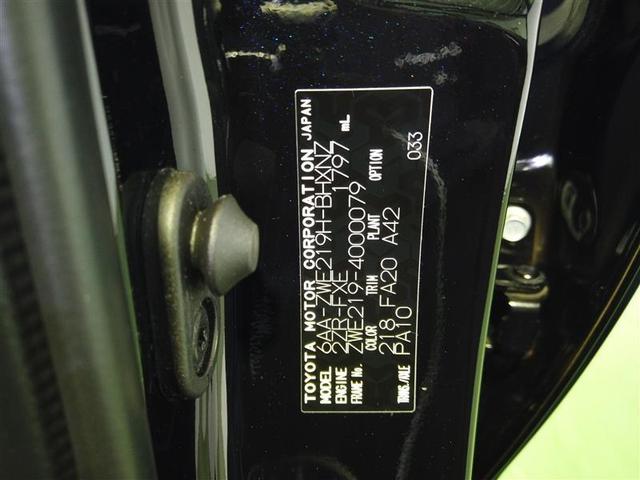 TOYOTA MOTOR CORPORATION JAPAN
MODEL 6AA-ZWE219H-BHXNZ
ENGINE 2ZR-FXE 1797 mL
FRAME No. ZWE219-4000079
COLOR TRIM PLANT OPTION
218 FA20 A42 033
TRANS./AXLE PA10